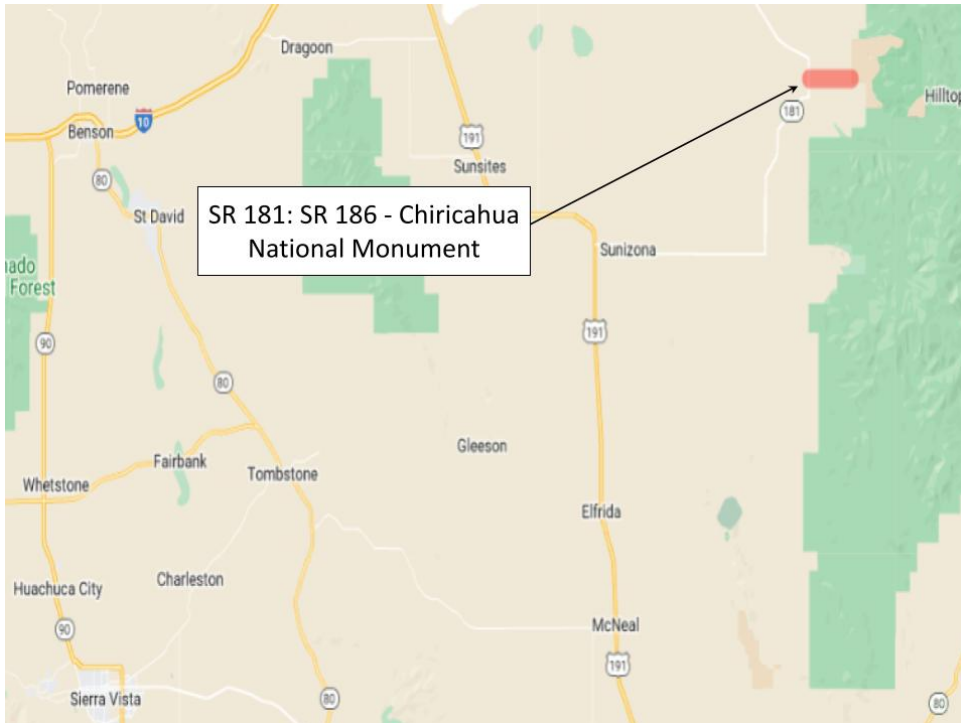 Dragoon
Pomerene
Hilltop
10
181
Benson
191
Sunsites
80
SR 181: SR 186 - Chiricahua
National Monument
St David
Sunizona
nado
Forest
191
90
80
Gleeson
Fairbank
Tombstone
Whetstone
Elfrida
Charleston
Huachuca City
McNeal
90
191
Sierra Vista
80
80